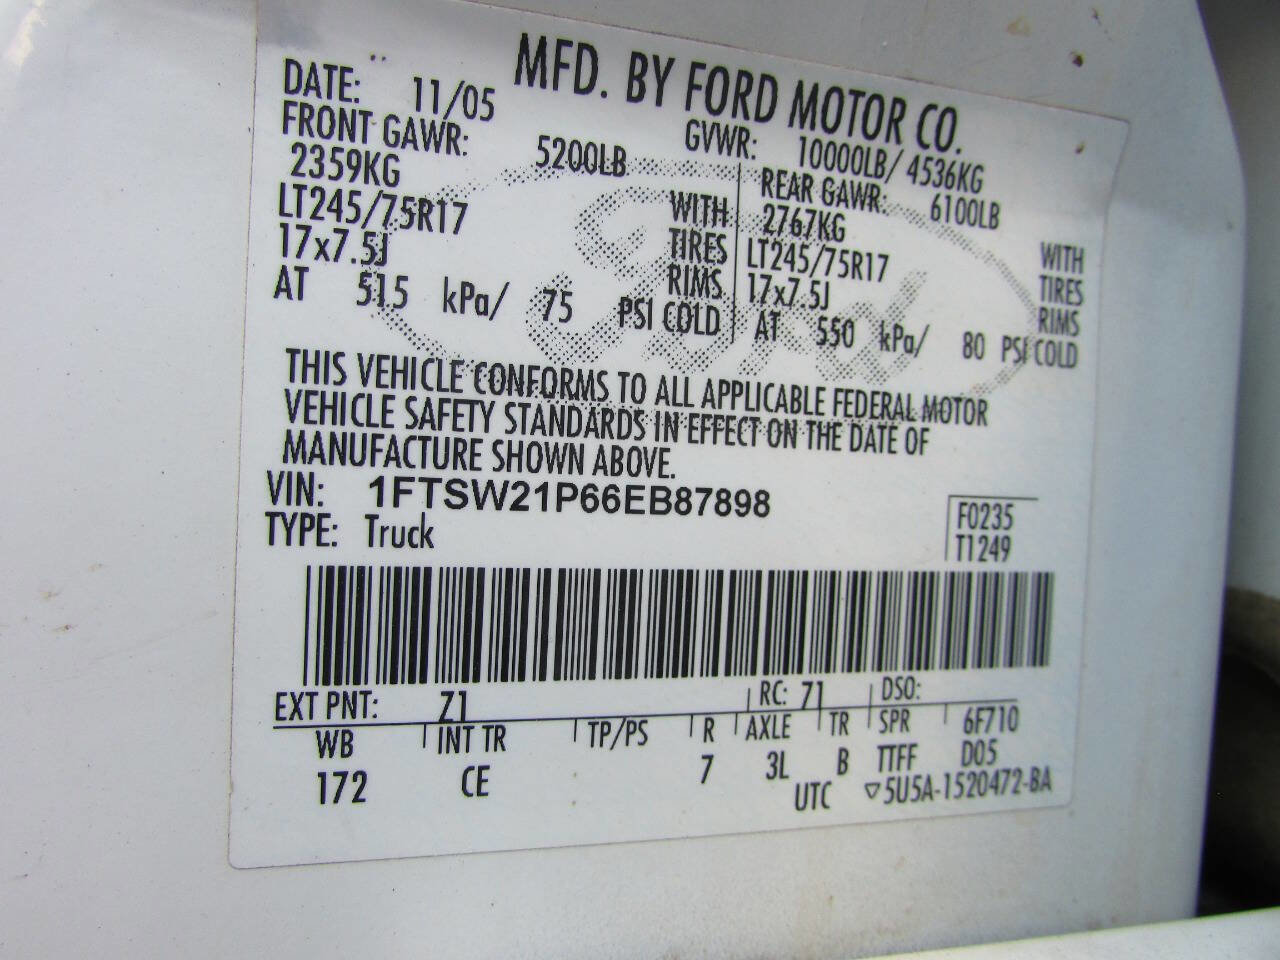 MFD. BY FORD MOTOR CO.
DATE: 11/05 GVWR: 10000LB/ 4536KG
FRONT GAWR: 5200LB
2359KG WITH
LT245/75R17 TIRES
17x7.5J RIMS
AT 515 kPa/ 75 PSI COLD
REAR GAWR: 6100LB
2767KG WITH
LT245/75R17 TIRES
17x7.5J RIMS
AT 550 kPa/ 80 PSI COLD
Ford
THIS VEHICLE CONFORMS TO ALL APPLICABLE FEDERAL MOTOR
VEHICLE SAFETY STANDARDS IN EFFECT ON THE DATE OF
MANUFACTURE SHOWN ABOVE.
VIN: 1FTSW21P66EB87898
TYPE: Truck
F0235
T1249
EXT PNT: Z1 RC: 71 DSO:
WB INT TR TP/PS R AXLE TR SPR 6F710
172 CE 7 3L B TTFF D05
UTC ▽5U5A-1520472-BA